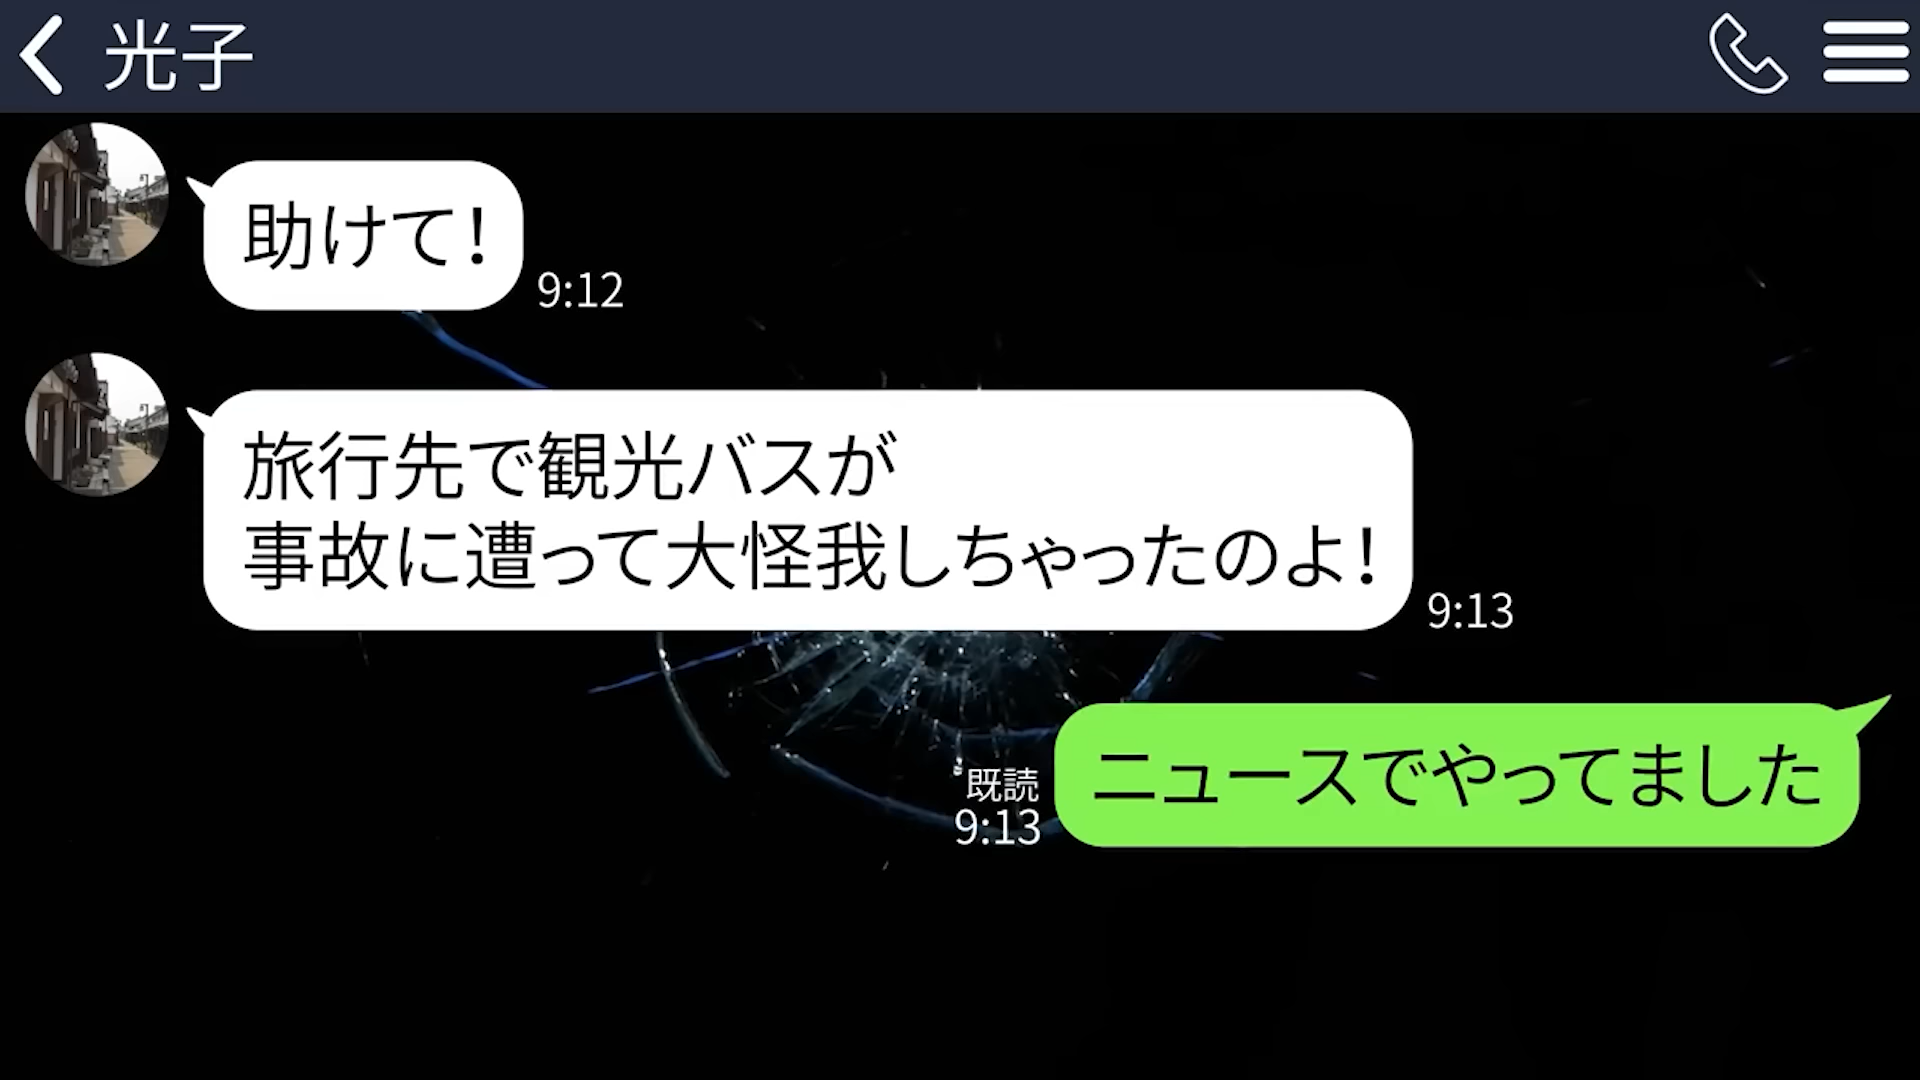 光子
助けて!
9:12
旅行先で観光バスが
事故に遭って大怪我しちゃったのよ!
9:13
ニュースでやってました
既読
9:13